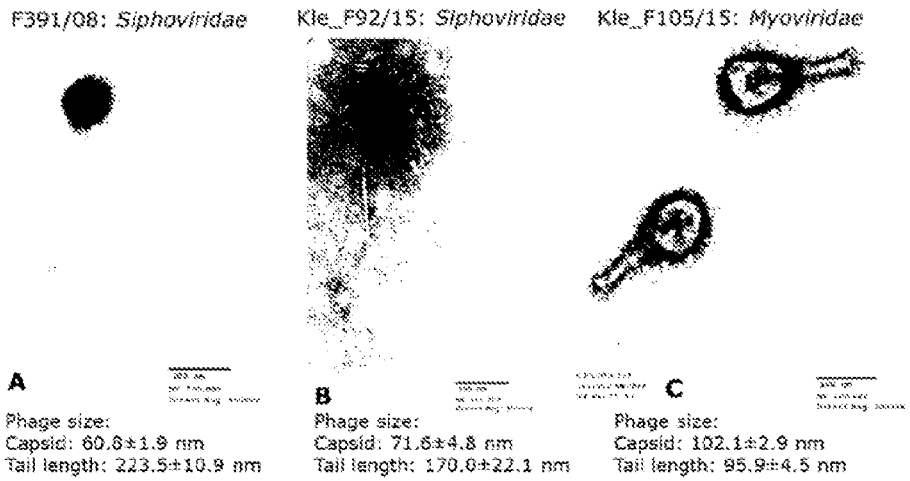 F391/08: Siphoviridae
Kle_F92/15: Siphoviridae
Kle_F105/15: Myoviridae
A
Phage size:
Capsid: 60.8±1.9 nm
Tail length: 223.5±10.9 nm
B
Phage size:
Capsid: 71.6±4.8 nm
Tail length: 170.0±22.1 nm
C
Phage size:
Capsid: 102.1±2.9 nm
Tail length: 95.9±4.5 nm